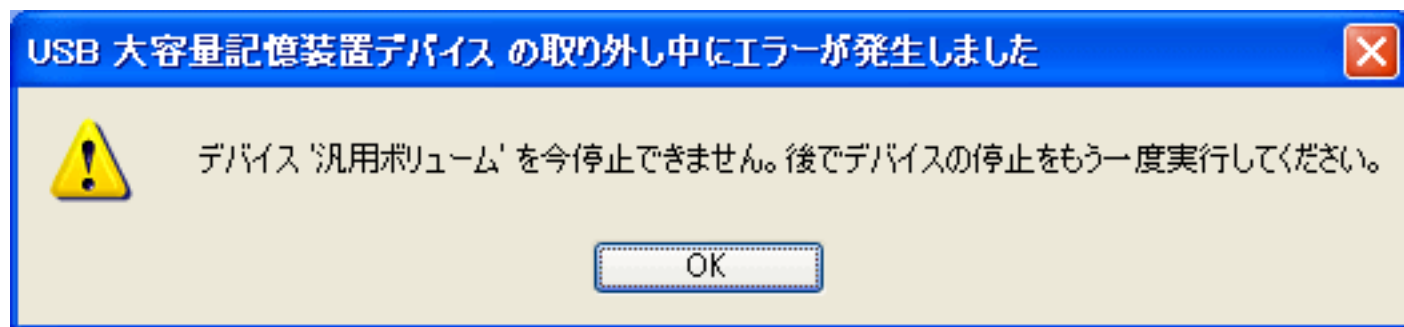 USB 大容量記憶装置デバイス の取り外し中にエラーが発生しました
デバイス '汎用ボリューム' を今停止できません。後でデバイスの停止をもう一度実行してください。
OK